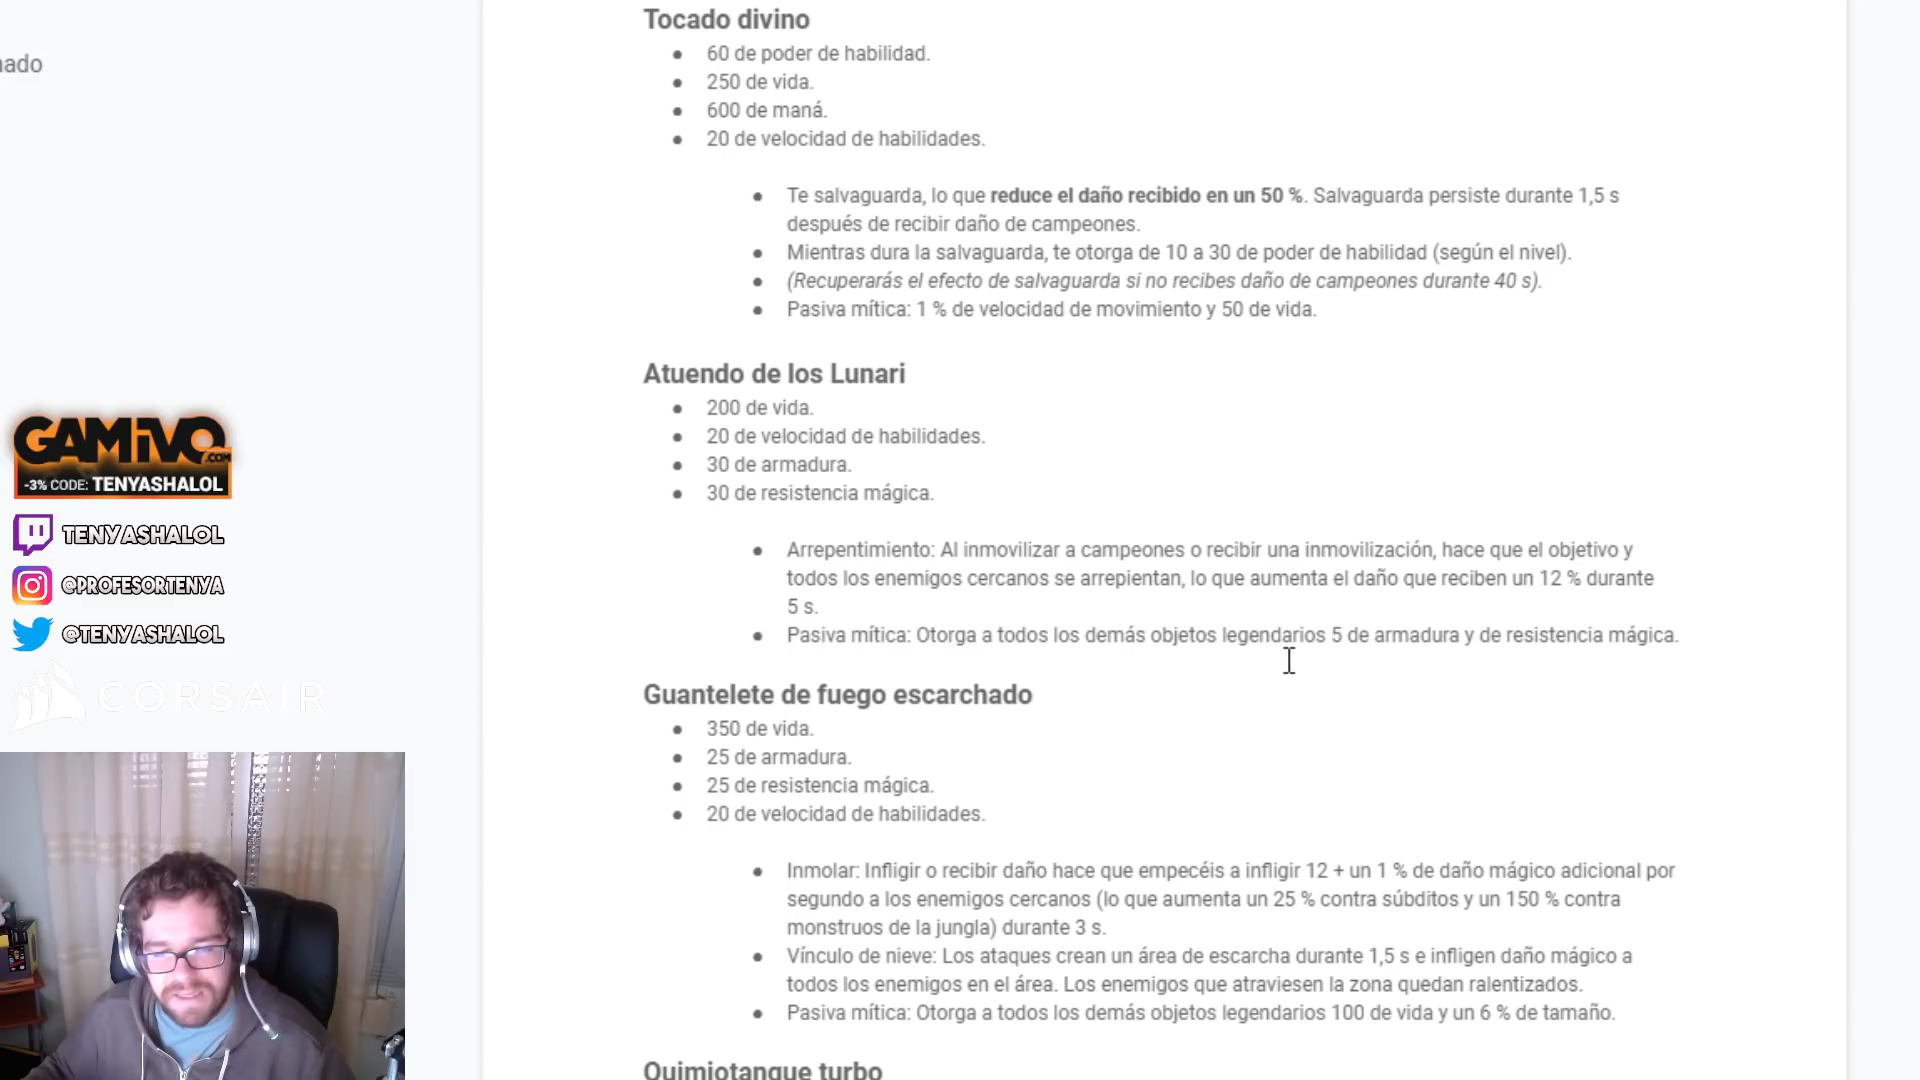 Tocado divino
nado
60 de poder de habilidad.
250 de vida.
600 de maná.
20 de velocidad de habilidades.
Te salvaguarda, lo que reduce el daño recibido en un 50 %. Salvaguarda persiste durante 1,5 s
después de recibir daño de campeones.
Mientras dura la salvaguarda, te otorga de 10 a 30 de poder de habilidad (según el nivel).
(Recuperarás el efecto de salvaguarda si no recibes daño de campeones durante 40 s).
Pasiva mítica: 1 % de velocidad de movimiento y 50 de vida.
Atuendo de los Lunari
200 de vida.
20 de velocidad de habilidades.
30 de armadura.
30 de resistencia mágica.
Arrepentimiento: Al inmovilizar a campeones o recibir una inmovilización, hace que el objetivo y
todos los enemigos cercanos se arrepientan, lo que aumenta el daño que reciben un 12 % durante
5 s.
Pasiva mítica: Otorga a todos los demás objetos legendarios 5 de armadura y de resistencia mágica.
Guantelete de fuego escarchado
350 de vida.
25 de armadura.
25 de resistencia mágica.
20 de velocidad de habilidades.
Inmolar: Infligir o recibir daño hace que empecéis a infligir 12 + un 1 % de daño mágico adicional por
segundo a los enemigos cercanos (lo que aumenta un 25 % contra súbditos y un 150 % contra
monstruos de la jungla) durante 3 s.
Vínculo de nieve: Los ataques crean un área de escarcha durante 1,5 s e infligen daño mágico a
todos los enemigos en el área. Los enemigos que atraviesen la zona quedan ralentizados.
Pasiva mítica: Otorga a todos los demás objetos legendarios 100 de vida y un 6 % de tamaño.
Quimiotanque turbo
GAMIVO.COM
-3% CODE: TENYASHALOL
TENYASHALOL
@PROFESORTENYA
@TENYASHALOL
CORSAIR